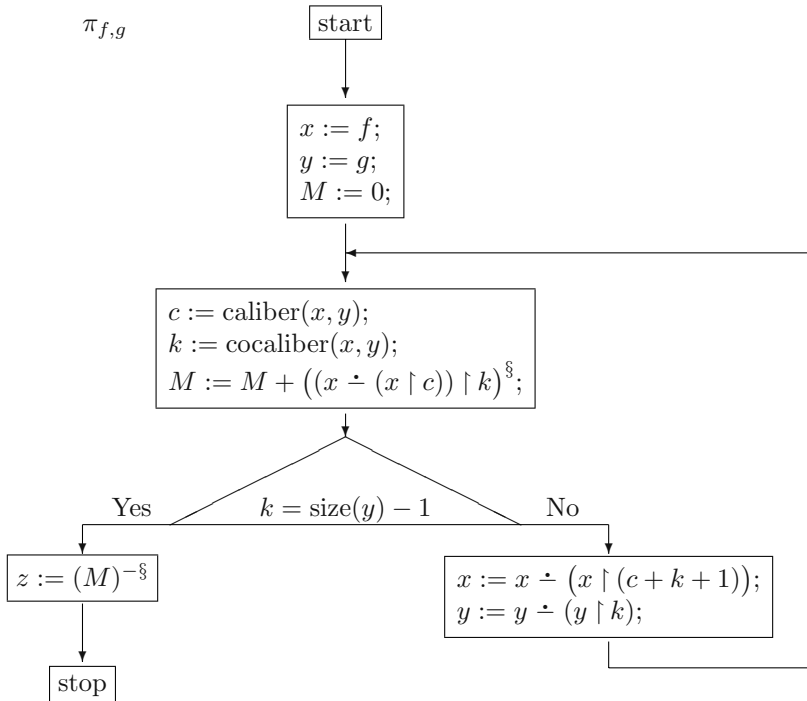 π_{f,g}
start
x := f;
y := g;
M := 0;
c := caliber(x, y);
k := cocaliber(x, y);
M := M + ((x ∸ (x ↾ c)) ↾ k)^§;
Yes
k = size(y) − 1
No
z := (M)^{−§}
x := x ∸ (x ↾ (c + k + 1));
y := y ∸ (y ↾ k);
stop